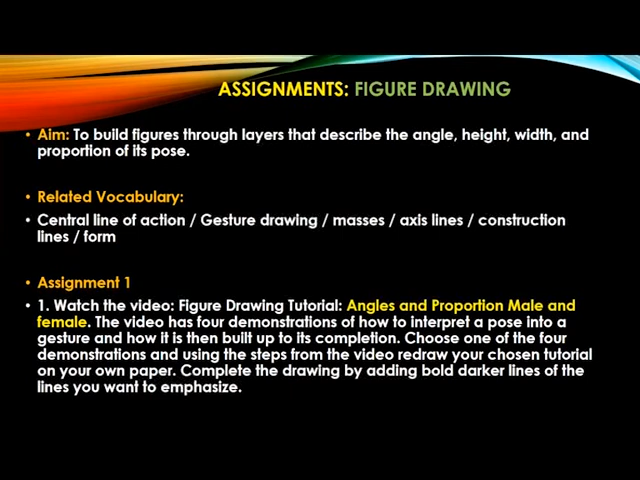 ASSIGNMENTS: FIGURE DRAWING
• Aim: To build figures through layers that describe the angle, height, width, and
proportion of its pose.
• Related Vocabulary:
• Central line of action / Gesture drawing / masses / axis lines / construction
lines / form
• Assignment 1
• 1. Watch the video: Figure Drawing Tutorial: Angles and Proportion Male and
female. The video has four demonstrations of how to interpret a pose into a
gesture and how it is then built up to its completion. Choose one of the four
demonstrations and using the steps from the video redraw your chosen tutorial
on your own paper. Complete the drawing by adding bold darker lines of the
lines you want to emphasize.